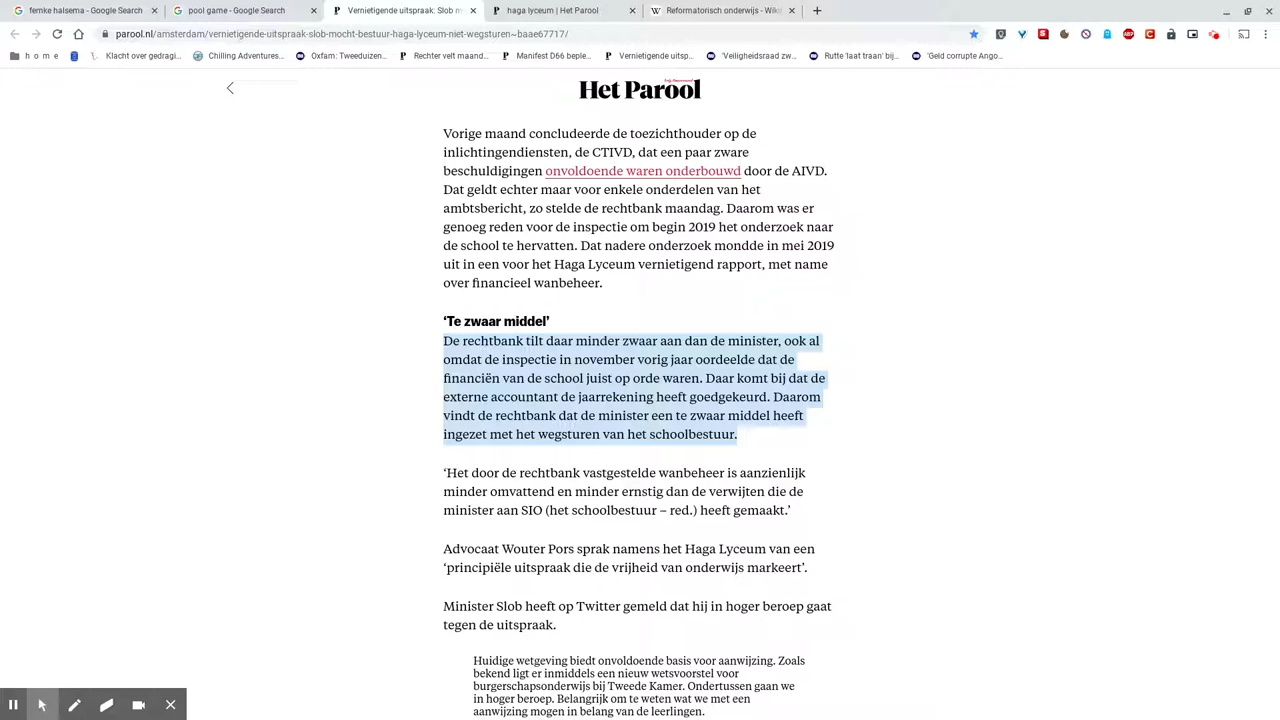 femke halsema - Google Search
pool game - Google Search
Vernietigende uitspraak: Slob m
haga lyceum | Het Parool
Reformatorisch onderwijs - Wiki
parool.nl/amsterdam/vernietigende-uitspraak-slob-mocht-bestuur-haga-lyceum-niet-wegsturen~baae67717/
h o m e
Klacht over gedragi...
Chilling Adventures...
Oxfam: Tweeduizen...
Rechter velt maand...
Manifest D66 beple...
Vernietigende uitsp...
'Veiligheidsraad zw...
Rutte 'laat traan' bij...
'Geld corrupte Ango...
Het Parool
Vorige maand concludeerde de toezichthouder op de
inlichtingendiensten, de CTIVD, dat een paar zware
beschuldigingen onvoldoende waren onderbouwd door de AIVD.
Dat geldt echter maar voor enkele onderdelen van het
ambtsbericht, zo stelde de rechtbank maandag. Daarom was er
genoeg reden voor de inspectie om begin 2019 het onderzoek naar
de school te hervatten. Dat nadere onderzoek mondde in mei 2019
uit in een voor het Haga Lyceum vernietigend rapport, met name
over financieel wanbeheer.
‘Te zwaar middel’
De rechtbank tilt daar minder zwaar aan dan de minister, ook al
omdat de inspectie in november vorig jaar oordeelde dat de
financiën van de school juist op orde waren. Daar komt bij dat de
externe accountant de jaarrekening heeft goedgekeurd. Daarom
vindt de rechtbank dat de minister een te zwaar middel heeft
ingezet met het wegsturen van het schoolbestuur.
‘Het door de rechtbank vastgestelde wanbeheer is aanzienlijk
minder omvattend en minder ernstig dan de verwijten die de
minister aan SIO (het schoolbestuur – red.) heeft gemaakt.’
Advocaat Wouter Pors sprak namens het Haga Lyceum van een
‘principiële uitspraak die de vrijheid van onderwijs markeert’.
Minister Slob heeft op Twitter gemeld dat hij in hoger beroep gaat
tegen de uitspraak.
Huidige wetgeving biedt onvoldoende basis voor aanwijzing. Zoals
bekend ligt er inmiddels een nieuw wetsvoorstel voor
burgerschapsonderwijs bij Tweede Kamer. Ondertussen gaan we
in hoger beroep. Belangrijk om te weten wat we met een
aanwijzing mogen in belang van de leerlingen.